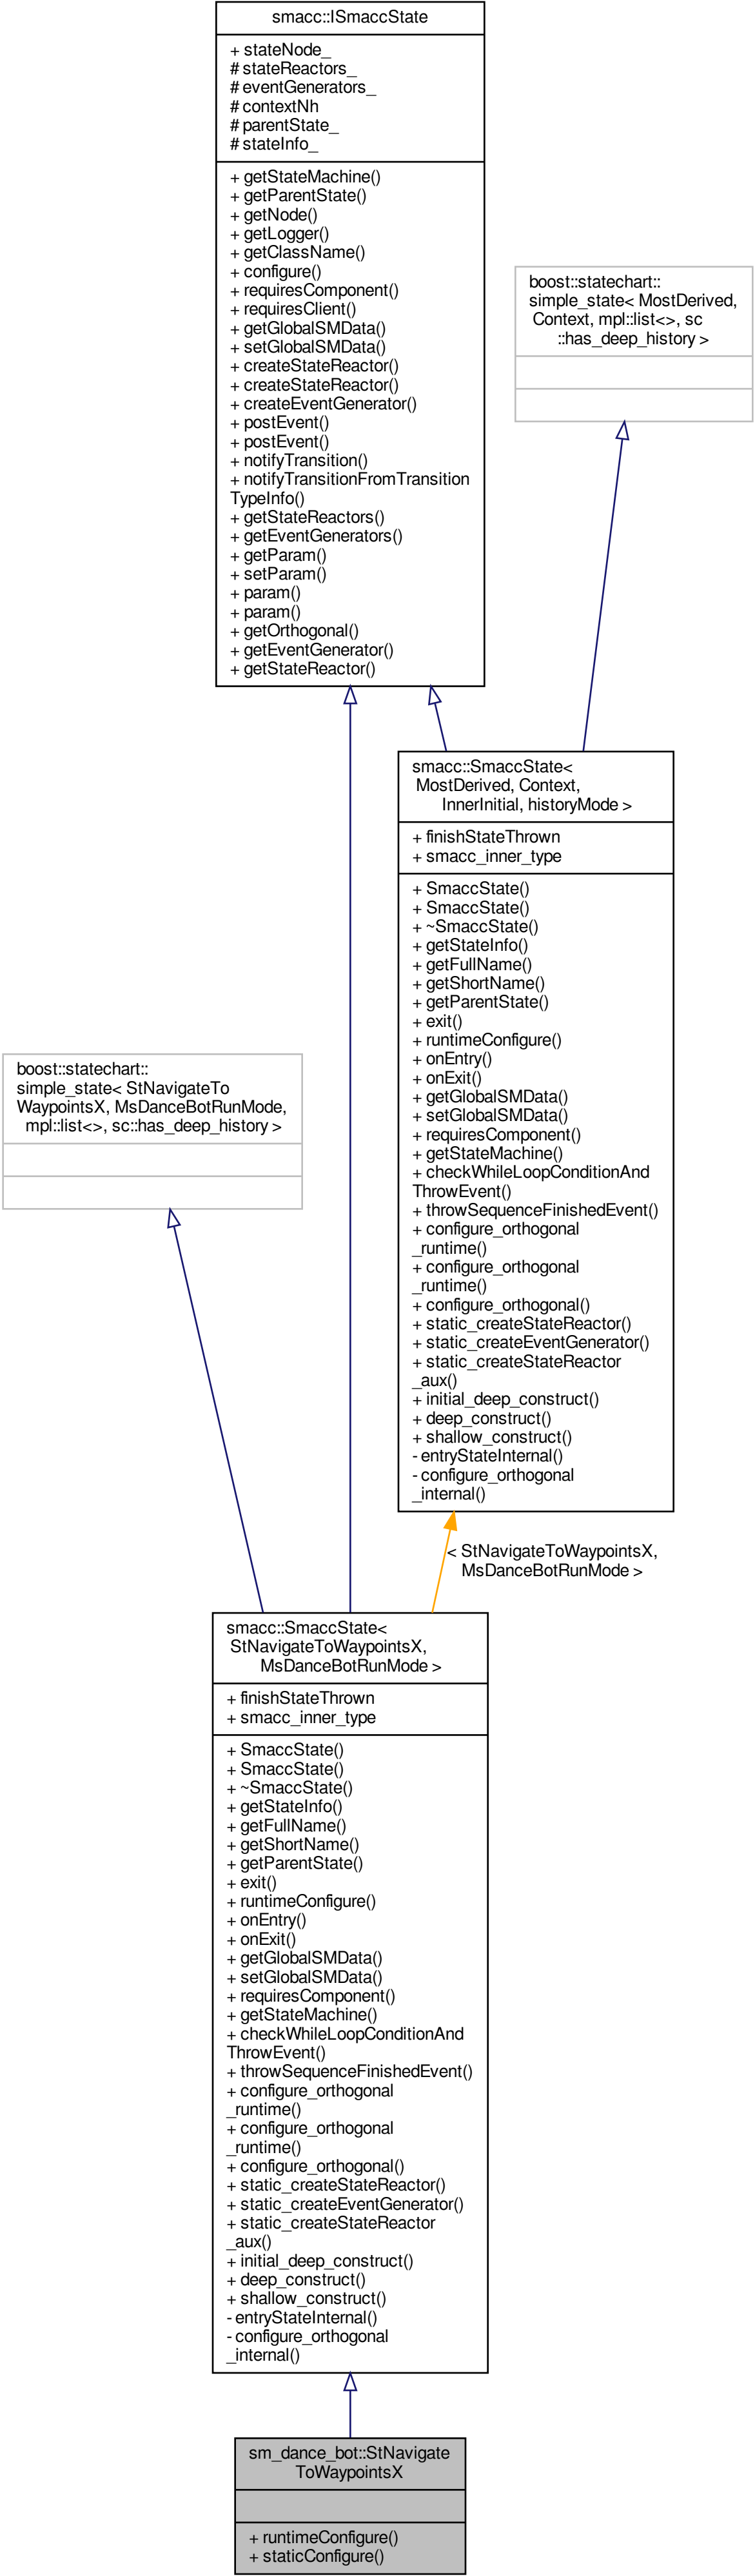 smacc::ISmaccState
+ stateNode_
# stateReactors_
# eventGenerators_
# contextNh
# parentState_
# stateInfo_
+ getStateMachine()
+ getParentState()
+ getNode()
+ getLogger()
+ getClassName()
+ configure()
+ requiresComponent()
+ requiresClient()
+ getGlobalSMData()
+ setGlobalSMData()
+ createStateReactor()
+ createStateReactor()
+ createEventGenerator()
+ postEvent()
+ postEvent()
+ notifyTransition()
+ notifyTransitionFromTransition
TypeInfo()
+ getStateReactors()
+ getEventGenerators()
+ getParam()
+ setParam()
+ param()
+ param()
+ getOrthogonal()
+ getEventGenerator()
+ getStateReactor()
boost::statechart::
simple_state< MostDerived,
Context, mpl::list<>, sc
::has_deep_history >
smacc::SmaccState<
MostDerived, Context,
InnerInitial, historyMode >
+ finishStateThrown
+ smacc_inner_type
+ SmaccState()
+ SmaccState()
+ ~SmaccState()
+ getStateInfo()
+ getFullName()
+ getShortName()
+ getParentState()
+ exit()
+ runtimeConfigure()
+ onEntry()
+ onExit()
+ getGlobalSMData()
+ setGlobalSMData()
+ requiresComponent()
+ getStateMachine()
+ checkWhileLoopConditionAnd
ThrowEvent()
+ throwSequenceFinishedEvent()
+ configure_orthogonal
_runtime()
+ configure_orthogonal
_runtime()
+ configure_orthogonal()
+ static_createStateReactor()
+ static_createEventGenerator()
+ static_createStateReactor
_aux()
+ initial_deep_construct()
+ deep_construct()
+ shallow_construct()
- entryStateInternal()
- configure_orthogonal
_internal()
boost::statechart::
simple_state< StNavigateTo
WaypointsX, MsDanceBotRunMode,
mpl::list<>, sc::has_deep_history >
< StNavigateToWaypointsX,
MsDanceBotRunMode >
smacc::SmaccState<
StNavigateToWaypointsX,
MsDanceBotRunMode >
+ finishStateThrown
+ smacc_inner_type
+ SmaccState()
+ SmaccState()
+ ~SmaccState()
+ getStateInfo()
+ getFullName()
+ getShortName()
+ getParentState()
+ exit()
+ runtimeConfigure()
+ onEntry()
+ onExit()
+ getGlobalSMData()
+ setGlobalSMData()
+ requiresComponent()
+ getStateMachine()
+ checkWhileLoopConditionAnd
ThrowEvent()
+ throwSequenceFinishedEvent()
+ configure_orthogonal
_runtime()
+ configure_orthogonal
_runtime()
+ configure_orthogonal()
+ static_createStateReactor()
+ static_createEventGenerator()
+ static_createStateReactor
_aux()
+ initial_deep_construct()
+ deep_construct()
+ shallow_construct()
- entryStateInternal()
- configure_orthogonal
_internal()
sm_dance_bot::StNavigate
ToWaypointsX
+ runtimeConfigure()
+ staticConfigure()